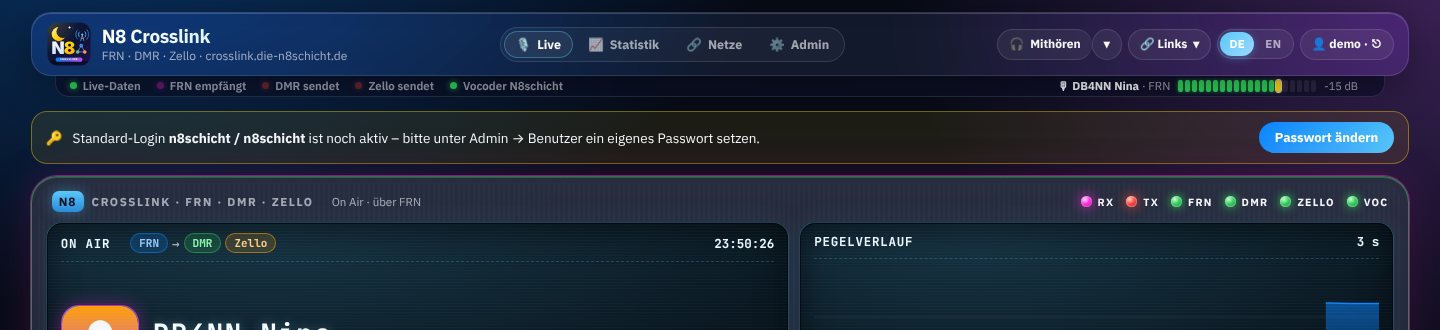 N8 Crosslink
FRN · DMR · Zello · crosslink.die-n8schicht.de
N8
Live
Statistik
Netze
Admin
Mithören ▾
Links ▾
DE EN
demo ·
Live-Daten FRN empfängt DMR sendet Zello sendet Vocoder N8schicht
DB4NN Nina · FRN -15 dB
Standard-Login n8schicht / n8schicht ist noch aktiv – bitte unter Admin → Benutzer ein eigenes Passwort setzen.
Passwort ändern
N8 CROSSLINK · FRN · DMR · ZELLO On Air · über FRN
RX TX FRN DMR ZELLO VOC
ON AIR FRN → DMR Zello 23:50:26
PEGELVERLAUF 3 s
DB4NN Nina